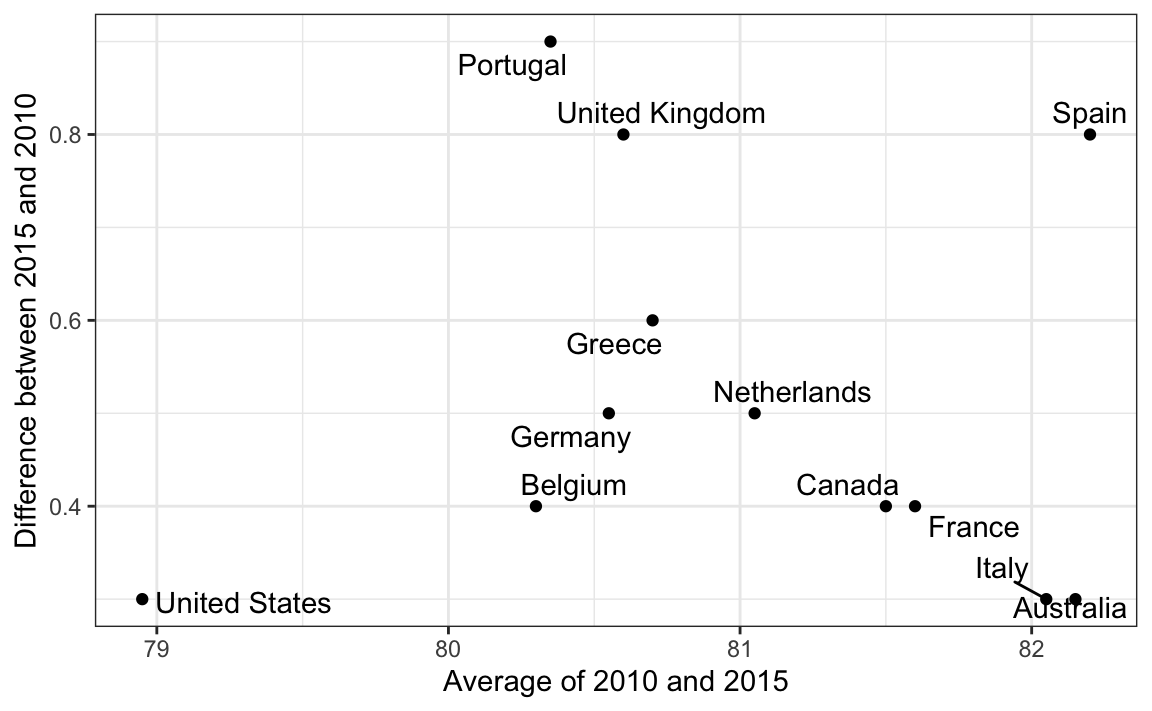 Portugal
United Kingdom
Spain
Greece
Netherlands
Germany
Belgium
Canada
France
Italy
United States
Australia
0.8
0.6
0.4
79
80
81
82
Average of 2010 and 2015
Difference between 2015 and 2010